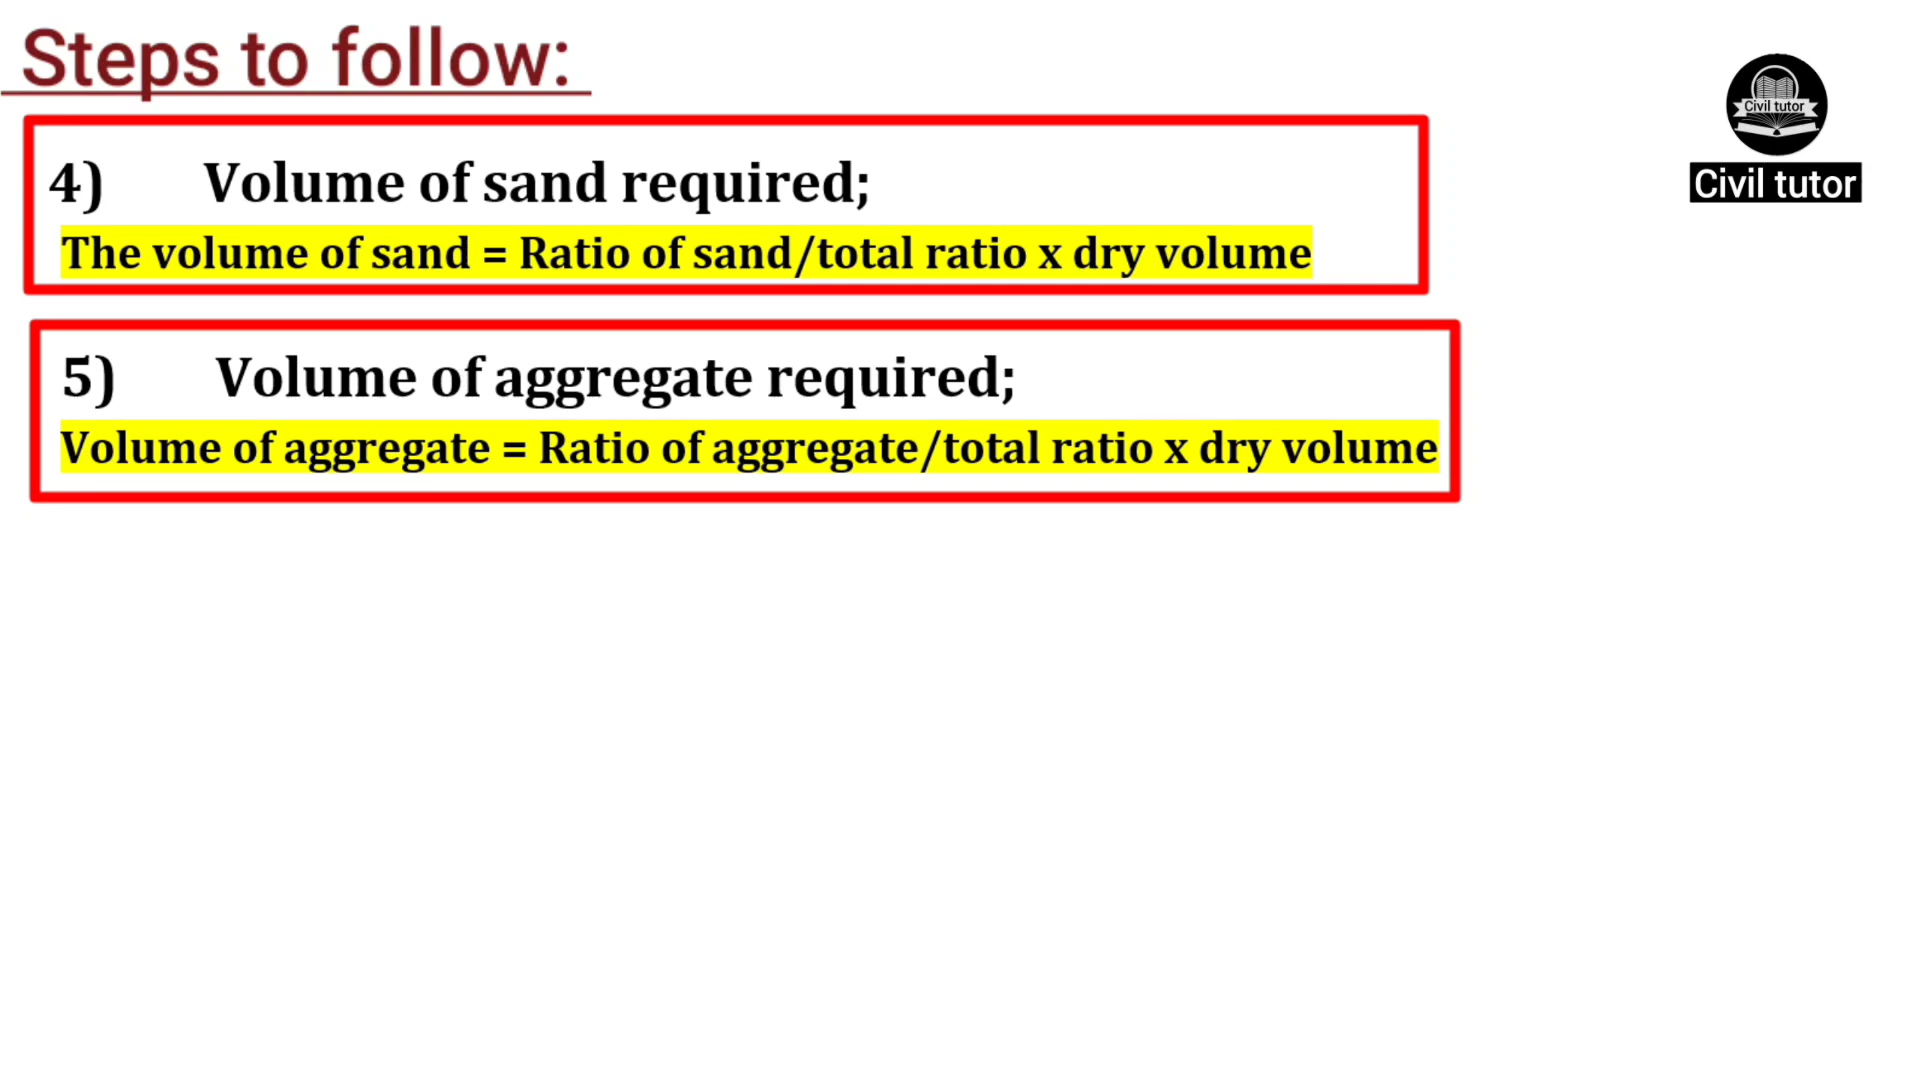 Steps to follow:
4) Volume of sand required;
The volume of sand = Ratio of sand/total ratio x dry volume
5) Volume of aggregate required;
Volume of aggregate = Ratio of aggregate/total ratio x dry volume
Civil tutor
Civil tutor